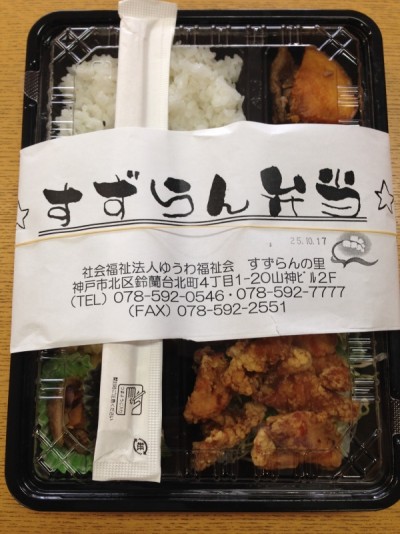 すずらん弁当
25.10.17
社会福祉法人ゆうわ福祉会 すずらんの里
神戸市北区鈴蘭台北町4丁目1-20山神ビル2F
(TEL) 078-592-0546・078-592-7777
(FAX) 078-592-2551